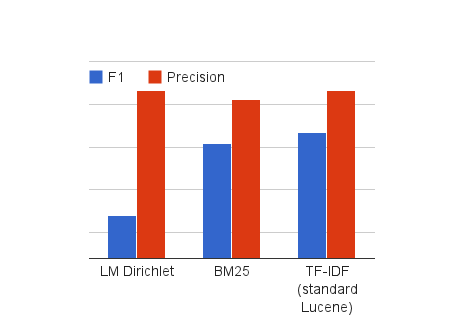 F1 Precision
LM Dirichlet BM25 TF-IDF
(standard
Lucene)